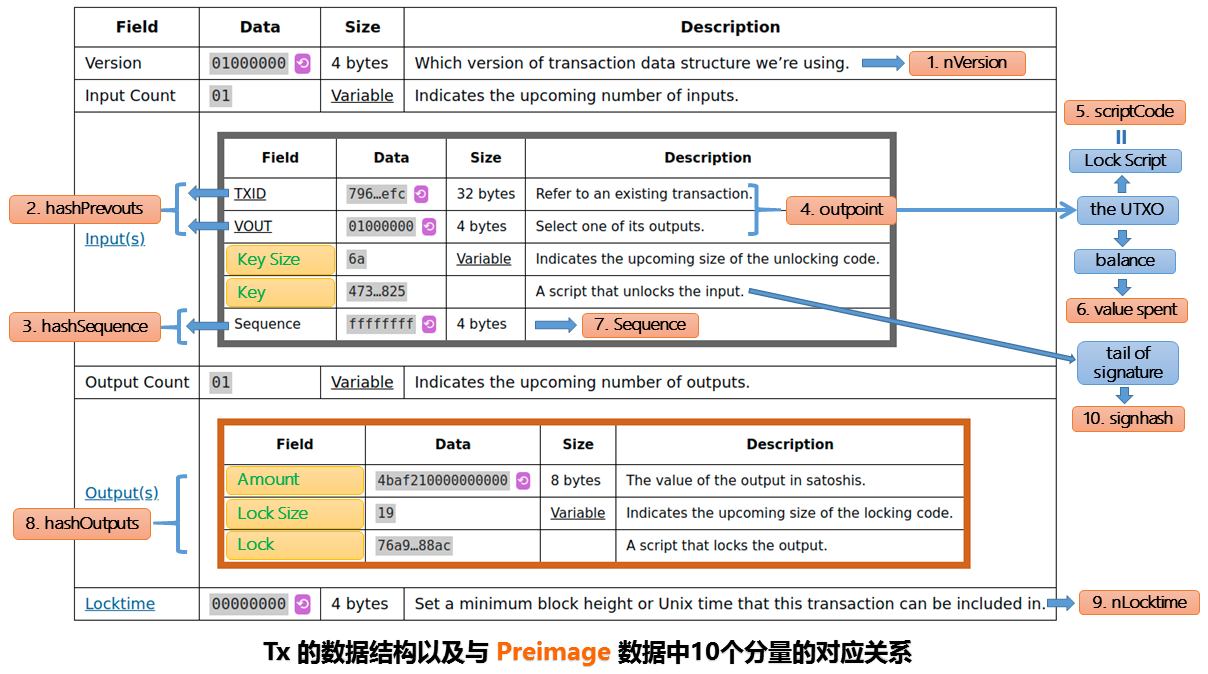 Field Data Size Description
Version 01000000 4 bytes Which version of transaction data structure we’re using. 1. nVersion
Input Count 01 Variable Indicates the upcoming number of inputs.
5. scriptCode
Lock Script
Field Data Size Description
TXID 796…efc 32 bytes Refer to an existing transaction.
2. hashPrevouts
4. outpoint
the UTXO
VOUT 01000000 4 bytes Select one of its outputs.
Input(s)
Key Size 6a Variable Indicates the upcoming size of the unlocking code.
balance
Key 473…825 A script that unlocks the input.
6. value spent
3. hashSequence
Sequence ffffffff 4 bytes 7. Sequence
tail of
signature
Output Count 01 Variable Indicates the upcoming number of outputs.
10. signhash
Field Data Size Description
Amount 4baf210000000000 8 bytes The value of the output in satoshis.
Output(s)
Lock Size 19 Variable Indicates the upcoming size of the locking code.
8. hashOutputs
Lock 76a9…88ac A script that locks the output.
Locktime 00000000 4 bytes Set a minimum block height or Unix time that this transaction can be included in. 9. nLocktime
Tx 的数据结构以及与 Preimage 数据中10个分量的对应关系